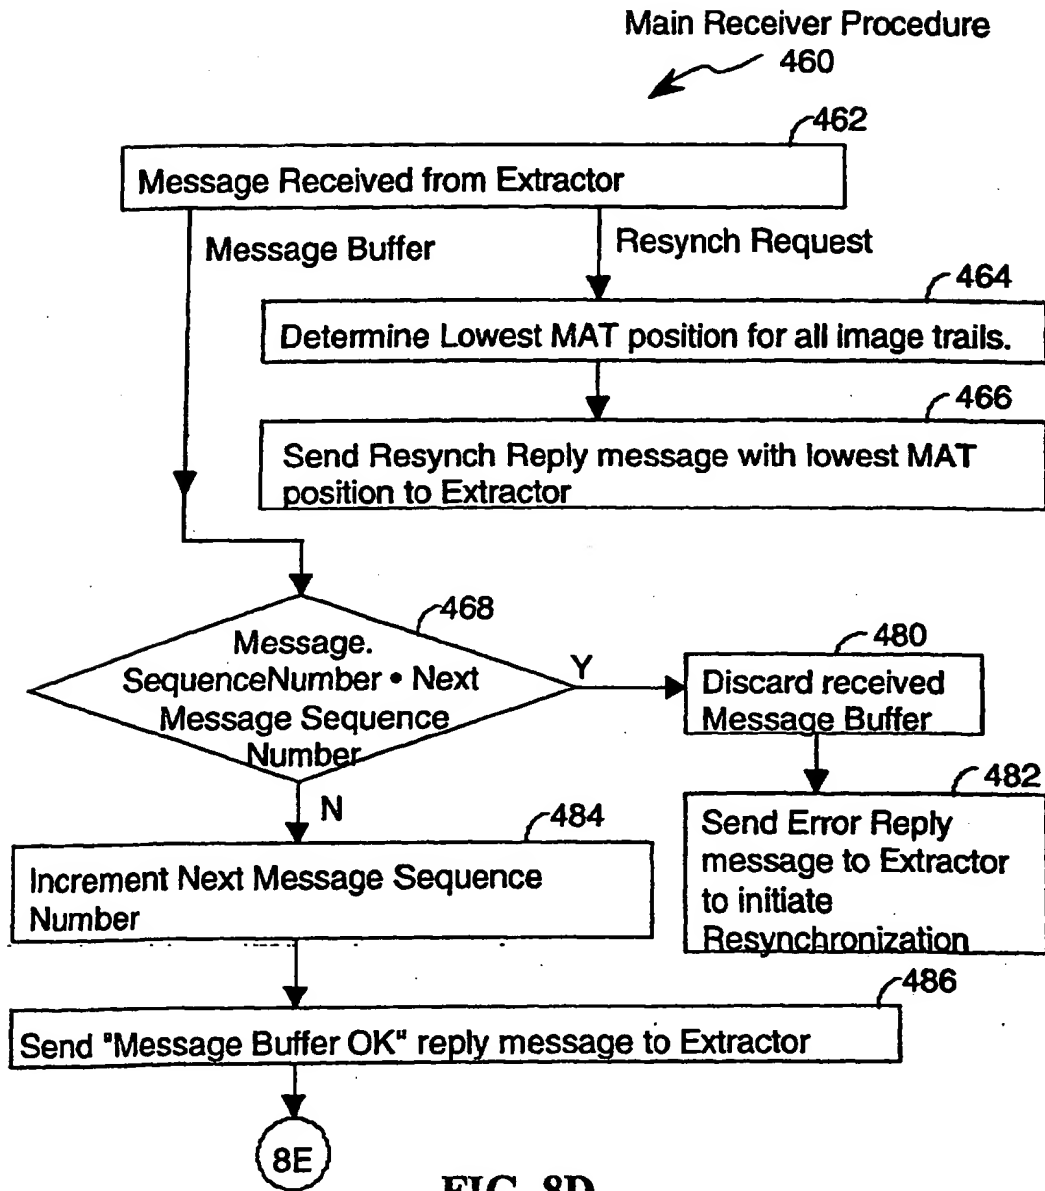 Main Receiver Procedure
460
462
Message Received from Extractor
Message Buffer
Resynch Request
464
Determine Lowest MAT position for all image trails.
466
Send Resynch Reply message with lowest MAT
position to Extractor
468
Message.
SequenceNumber • Next
Message Sequence
Number
Y
480
Discard received
Message Buffer
482
Send Error Reply
message to Extractor
to initiate
Resynchronization
N
484
Increment Next Message Sequence
Number
486
Send "Message Buffer OK" reply message to Extractor
8E
FIG. 8D